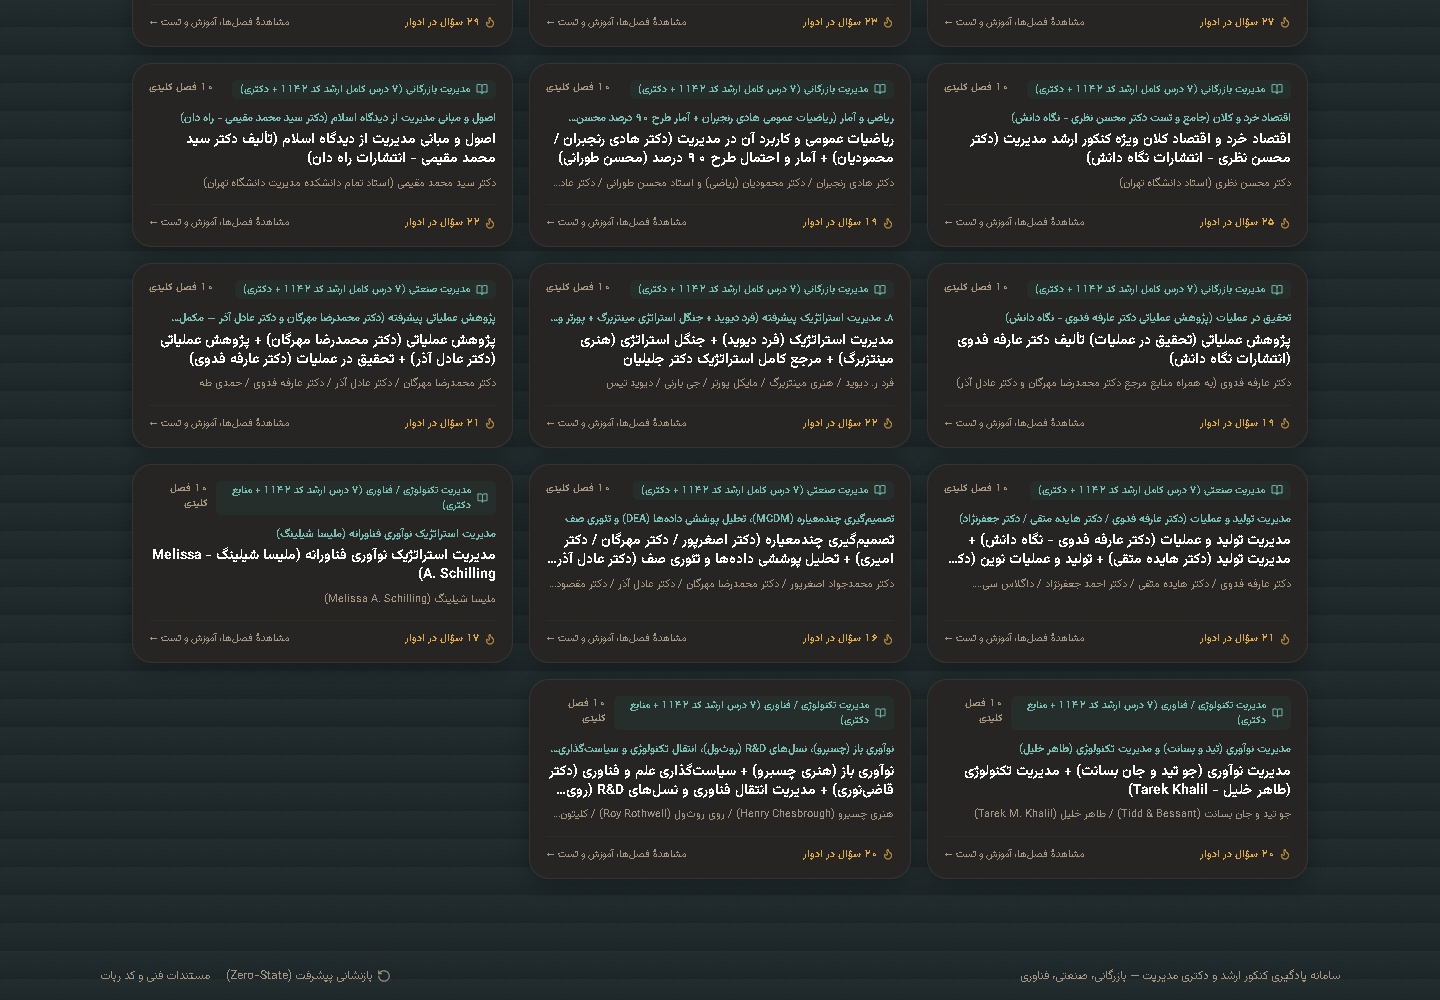 ۲۷ سؤال در ادوار
مشاهدهٔ فصل‌ها، آموزش و تست ←
۲۳ سؤال در ادوار
مشاهدهٔ فصل‌ها، آموزش و تست ←
۲۹ سؤال در ادوار
مشاهدهٔ فصل‌ها، آموزش و تست ←
مدیریت بازرگانی (۷ درس کامل ارشد کد ۱۱۴۲ + دکتری)
۱۰ فصل کلیدی
اقتصاد خرد و کلان (جامع و تست دکتر محسن نظری - نگاه دانش)
اقتصاد خرد و اقتصاد کلان ویژه کنکور ارشد مدیریت (دکتر
محسن نظری - انتشارات نگاه دانش)
دکتر محسن نظری (استاد دانشگاه تهران)
۲۵ سؤال در ادوار
مشاهدهٔ فصل‌ها، آموزش و تست ←
مدیریت بازرگانی (۷ درس کامل ارشد کد ۱۱۴۲ + دکتری)
۱۰ فصل کلیدی
ریاضی و آمار (ریاضیات عمومی هادی رنجبران + آمار طرح ۹۰ درصد محسن...
ریاضیات عمومی و کاربرد آن در مدیریت (دکتر هادی رنجبران /
محمودیان) + آمار و احتمال طرح ۹۰ درصد (محسن طورانی)
دکتر هادی رنجبران / دکتر محمودیان (ریاضی) و استاد محسن طورانی / دکتر عاد...
۱۹ سؤال در ادوار
مشاهدهٔ فصل‌ها، آموزش و تست ←
مدیریت بازرگانی (۷ درس کامل ارشد کد ۱۱۴۲ + دکتری)
۱۰ فصل کلیدی
اصول و مبانی مدیریت از دیدگاه اسلام (دکتر سید محمد مقیمی - راه دان)
اصول و مبانی مدیریت از دیدگاه اسلام (تألیف دکتر سید
محمد مقیمی - انتشارات راه دان)
دکتر سید محمد مقیمی (استاد تمام دانشکده مدیریت دانشگاه تهران)
۲۲ سؤال در ادوار
مشاهدهٔ فصل‌ها، آموزش و تست ←
مدیریت بازرگانی (۷ درس کامل ارشد کد ۱۱۴۲ + دکتری)
۱۰ فصل کلیدی
تحقیق در عملیات (پژوهش عملیاتی دکتر عارفه فدوی - نگاه دانش)
پژوهش عملیاتی (تحقیق در عملیات) تألیف دکتر عارفه فدوی
(انتشارات نگاه دانش)
دکتر عارفه فدوی (به همراه منابع مرجع دکتر محمدرضا مهرگان و دکتر عادل آذر)
۱۹ سؤال در ادوار
مشاهدهٔ فصل‌ها، آموزش و تست ←
مدیریت بازرگانی (۷ درس کامل ارشد کد ۱۱۴۲ + دکتری)
۱۰ فصل کلیدی
۸. مدیریت استراتژیک پیشرفته (فرد دیوید + جنگل استراتژی مینتزبرگ + پورتر و...
مدیریت استراتژیک (فرد دیوید) + جنگل استراتژی (هنری
مینتزبرگ) + مرجع کامل استراتژیک دکتر جلیلیان
فرد ر. دیوید / هنری مینتزبرگ / مایکل پورتر / جی بارنی / دیوید تیس
۲۲ سؤال در ادوار
مشاهدهٔ فصل‌ها، آموزش و تست ←
مدیریت صنعتی (۷ درس کامل ارشد کد ۱۱۴۲ + دکتری)
۱۰ فصل کلیدی
پژوهش عملیاتی پیشرفته (دکتر محمدرضا مهرگان و دکتر عادل آذر — مکمل...
پژوهش عملیاتی (دکتر محمدرضا مهرگان) + پژوهش عملیاتی
(دکتر عادل آذر) + تحقیق در عملیات (دکتر عارفه فدوی)
دکتر محمدرضا مهرگان / دکتر عادل آذر / دکتر عارفه فدوی / حمدی طه
۲۱ سؤال در ادوار
مشاهدهٔ فصل‌ها، آموزش و تست ←
مدیریت صنعتی (۷ درس کامل ارشد کد ۱۱۴۲ + دکتری)
۱۰ فصل کلیدی
مدیریت تولید و عملیات (دکتر عارفه فدوی / دکتر هایده متقی / دکتر جعفرنژاد)
مدیریت تولید و عملیات (دکتر عارفه فدوی - نگاه دانش) +
مدیریت تولید (دکتر هایده متقی) + تولید و عملیات نوین (دک...
دکتر عارفه فدوی / دکتر هایده متقی / دکتر احمد جعفرنژاد / داگلاس سی....
۲۱ سؤال در ادوار
مشاهدهٔ فصل‌ها، آموزش و تست ←
مدیریت صنعتی (۷ درس کامل ارشد کد ۱۱۴۲ + دکتری)
۱۰ فصل کلیدی
تصمیم‌گیری چندمعیاره (MCDM)، تحلیل پوششی داده‌ها (DEA) و تئوری صف
تصمیم‌گیری چندمعیاره (دکتر اصغرپور / دکتر مهرگان / دکتر
امیری) + تحلیل پوششی داده‌ها و تئوری صف (دکتر عادل آذر...
دکتر محمدجواد اصغرپور / دکتر محمدرضا مهرگان / دکتر عادل آذر / دکتر مقصود...
۱۶ سؤال در ادوار
مشاهدهٔ فصل‌ها، آموزش و تست ←
مدیریت تکنولوژی / فناوری (۷ درس ارشد کد ۱۱۴۲ + منابع
دکتری)
۱۰ فصل
کلیدی
مدیریت استراتژیک نوآوری فناورانه (ملیسا شیلینگ)
مدیریت استراتژیک نوآوری فناورانه (ملیسا شیلینگ - Melissa
A. Schilling)
ملیسا شیلینگ (Melissa A. Schilling)
۱۷ سؤال در ادوار
مشاهدهٔ فصل‌ها، آموزش و تست ←
مدیریت تکنولوژی / فناوری (۷ درس ارشد کد ۱۱۴۲ + منابع
دکتری)
۱۰ فصل
کلیدی
مدیریت نوآوری (تید و بسانت) و مدیریت تکنولوژی (طاهر خلیل)
مدیریت نوآوری (جو تید و جان بسانت) + مدیریت تکنولوژی
(طاهر خلیل - Tarek Khalil)
جو تید و جان بسانت (Tidd & Bessant) / طاهر خلیل (Tarek M. Khalil)
۲۰ سؤال در ادوار
مشاهدهٔ فصل‌ها، آموزش و تست ←
مدیریت تکنولوژی / فناوری (۷ درس ارشد کد ۱۱۴۲ + منابع
دکتری)
۱۰ فصل
کلیدی
نوآوری باز (چسبرو)، نسل‌های R&D (روث‌ول)، انتقال تکنولوژی و سیاست‌گذاری...
نوآوری باز (هنری چسبرو) + سیاست‌گذاری علم و فناوری (دکتر
قاضی‌نوری) + مدیریت انتقال فناوری و نسل‌های R&D (روی...
هنری چسبرو (Henry Chesbrough) / روی روث‌ول (Roy Rothwell) / کلیتون...
۲۰ سؤال در ادوار
مشاهدهٔ فصل‌ها، آموزش و تست ←
سامانه یادگیری کنکور ارشد و دکتری مدیریت — بازرگانی، صنعتی، فناوری
بازنشانی پیشرفت (Zero-State)
مستندات فنی و کد ربات